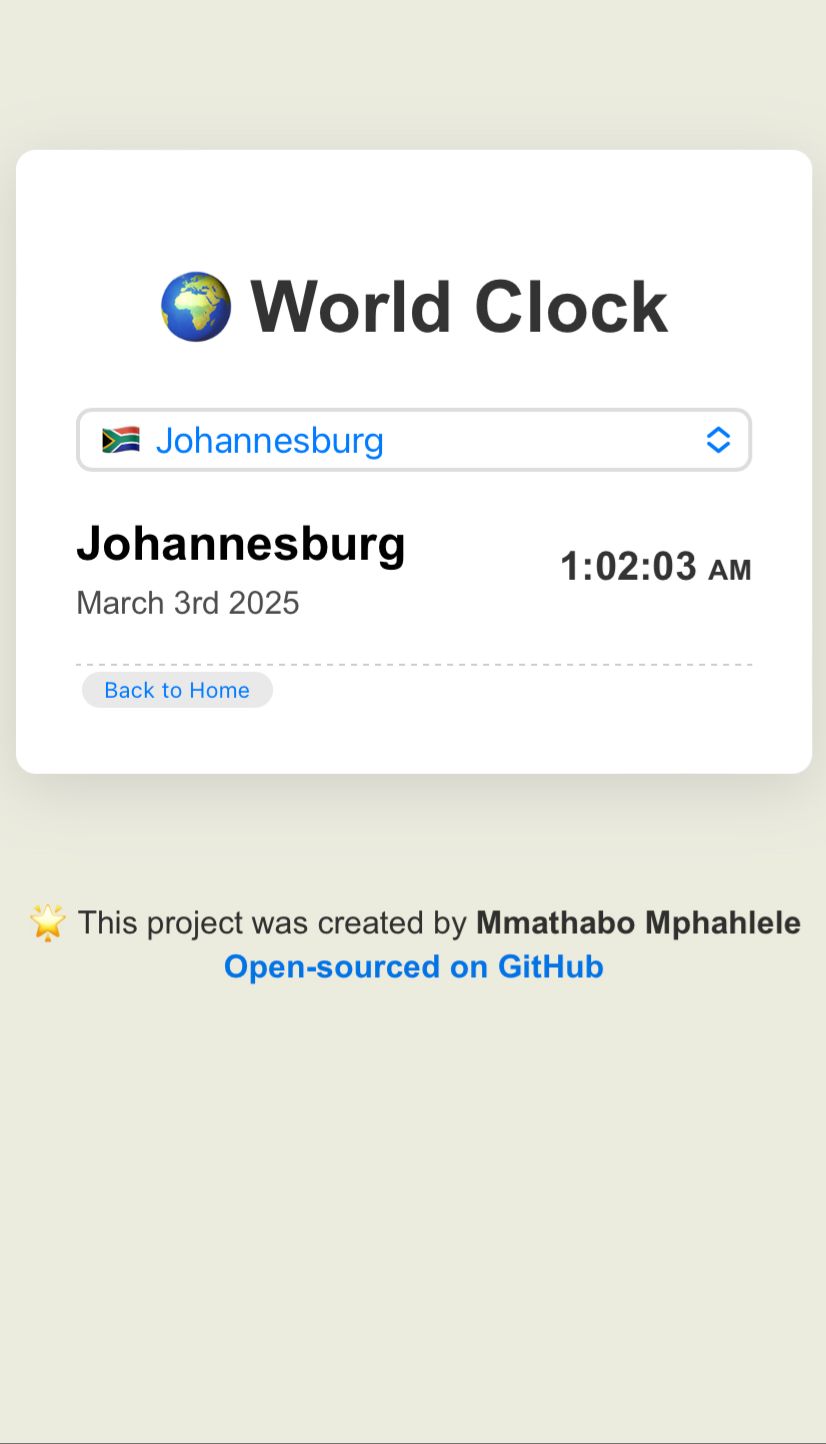 🌍 World Clock
🇿🇦 Johannesburg
Johannesburg
1:02:03 AM
March 3rd 2025
Back to Home
🌟 This project was created by Mmathabo Mphahlele
Open-sourced on GitHub